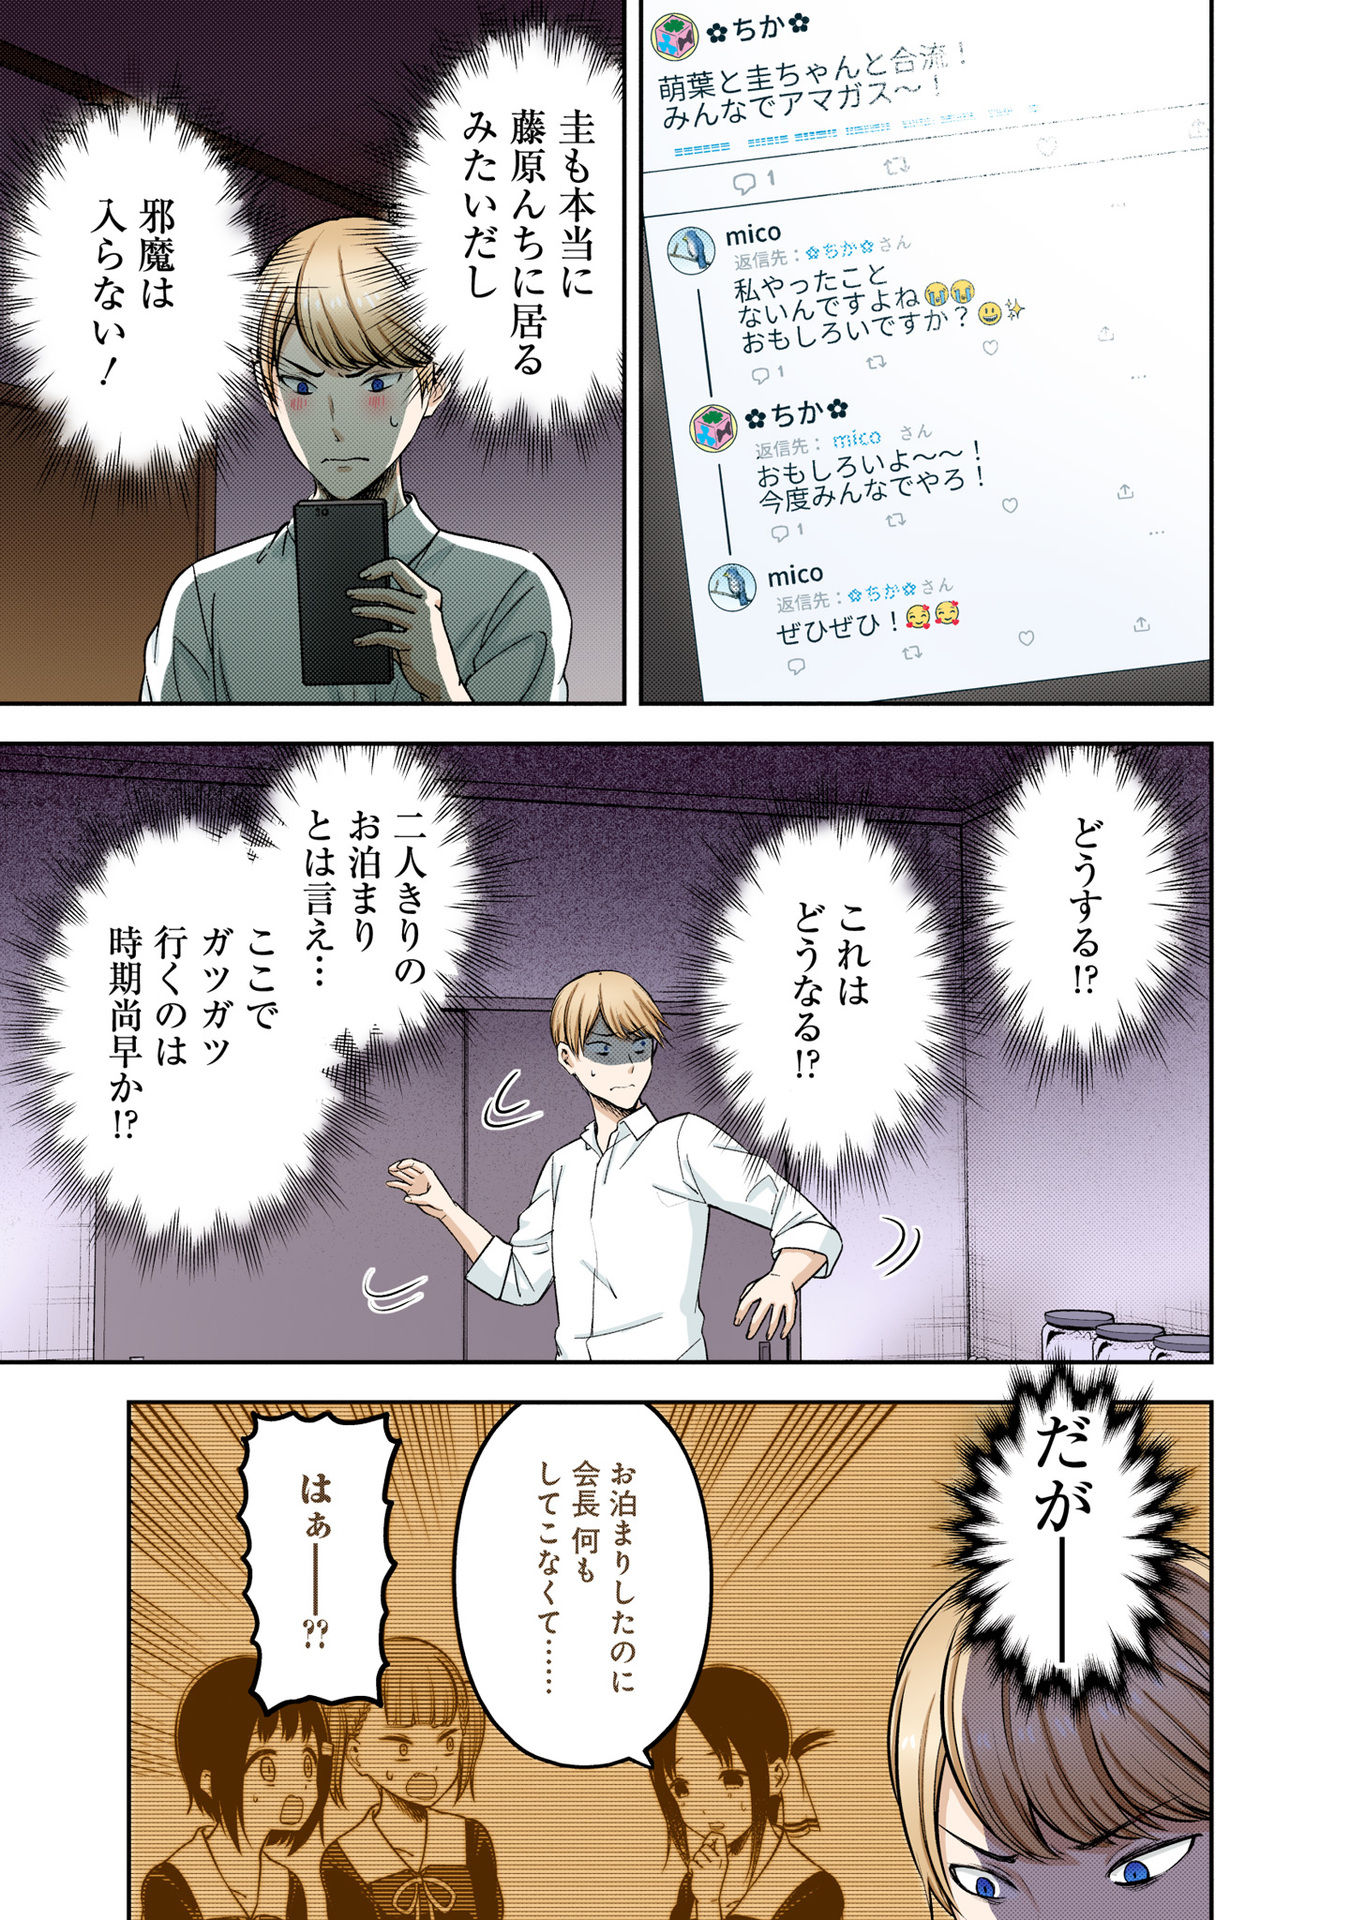 ✿ちか✿
萌葉と圭ちゃんと合流！
みんなでアマガス〜！
1
mico
返信先：✿ちか✿さん
私やったこと
ないんですよね😭😭
おもしろいですか？😃✨
1
✿ちか✿
返信先：mico さん
おもしろいよ〜〜！
今度みんなでやろ！
1
mico
返信先：✿ちか✿さん
ぜひぜひ！🥰🥰
圭も本当に
藤原んちに居る
みたいだし
邪魔は
入らない！
どうする!?
これは
どうなる!?
二人きりの
お泊まり
とは言え…
ここで
ガツガツ
行くのは
時期尚早か!?
だが――
お泊まりしたのに
会長 何も
してこなくて……
はぁ――??